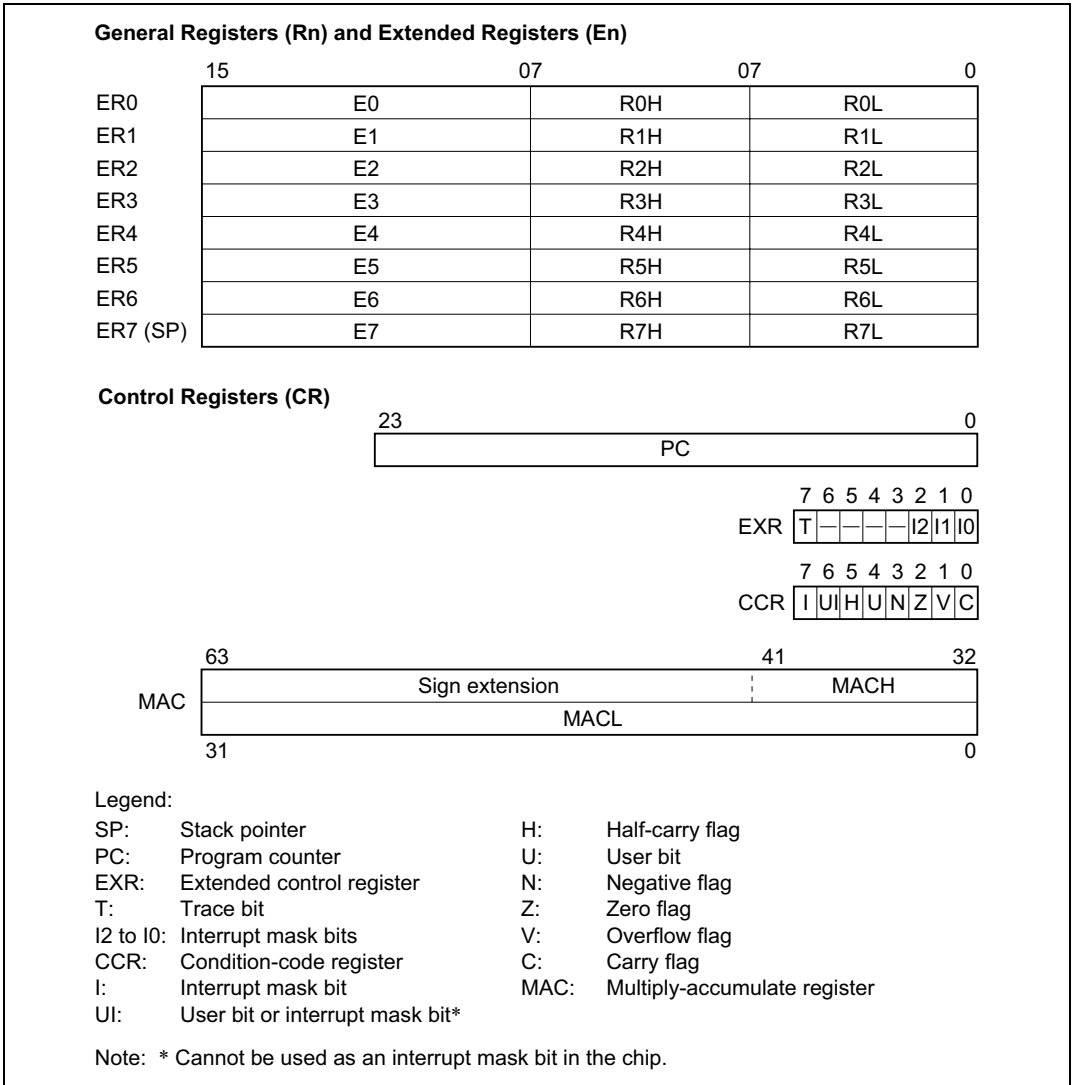 General Registers (Rn) and Extended Registers (En)
15 07 07 0
ER0 E0 R0H R0L
ER1 E1 R1H R1L
ER2 E2 R2H R2L
ER3 E3 R3H R3L
ER4 E4 R4H R4L
ER5 E5 R5H R5L
ER6 E6 R6H R6L
ER7 (SP) E7 R7H R7L
Control Registers (CR)
23 0
PC
7 6 5 4 3 2 1 0
EXR T — — — — I2 I1 I0
7 6 5 4 3 2 1 0
CCR I UI H U N Z V C
63 41 32
MAC Sign extension MACH
MACL
31 0
Legend:
SP: Stack pointer H: Half-carry flag
PC: Program counter U: User bit
EXR: Extended control register N: Negative flag
T: Trace bit Z: Zero flag
I2 to I0: Interrupt mask bits V: Overflow flag
CCR: Condition-code register C: Carry flag
I: Interrupt mask bit MAC: Multiply-accumulate register
UI: User bit or interrupt mask bit*
Note: * Cannot be used as an interrupt mask bit in the chip.